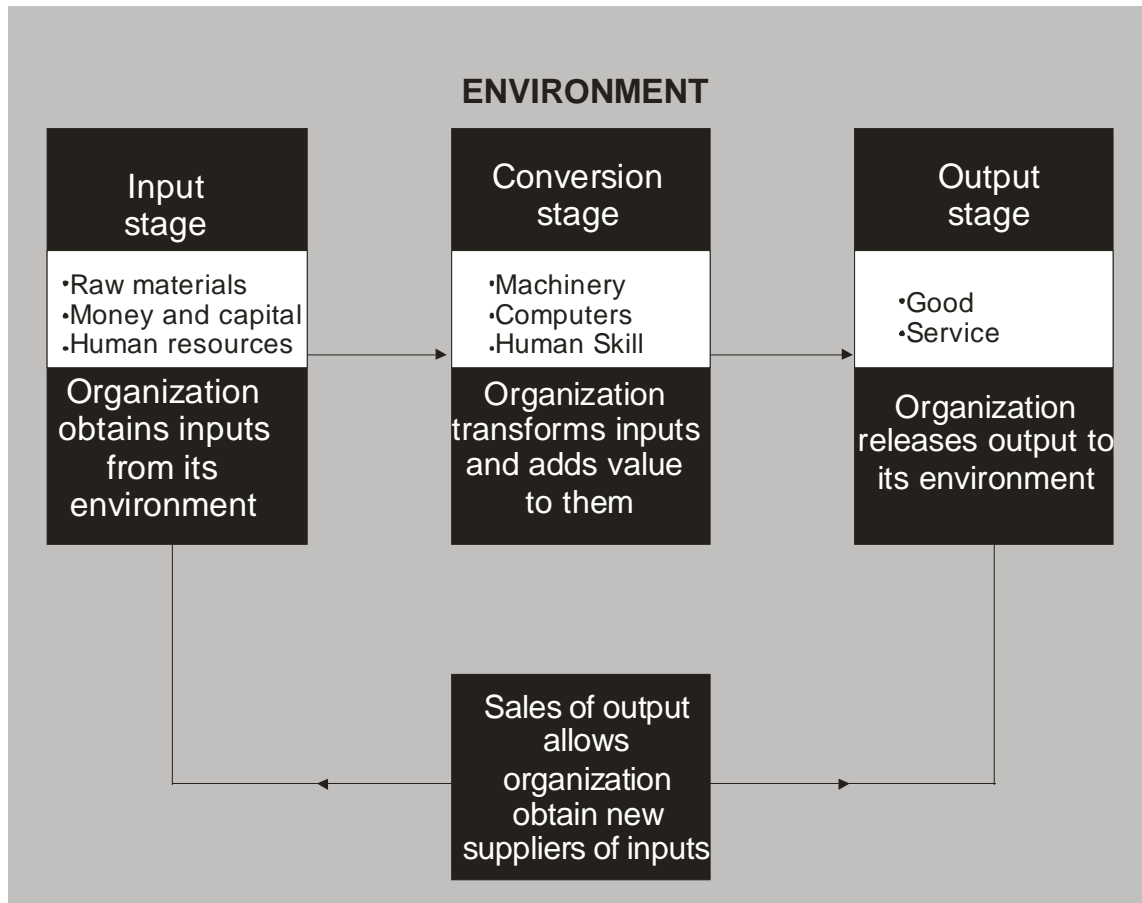 ENVIRONMENT
Input
stage
•Raw materials
•Money and capital
•Human resources
Organization
obtains inputs
from its
environment
Conversion
stage
•Machinery
•Computers
•Human Skill
Organization
transforms inputs
and adds value
to them
Output
stage
•Good
•Service
Organization
releases output to
its environment
Sales of output
allows
organization
obtain new
suppliers of inputs